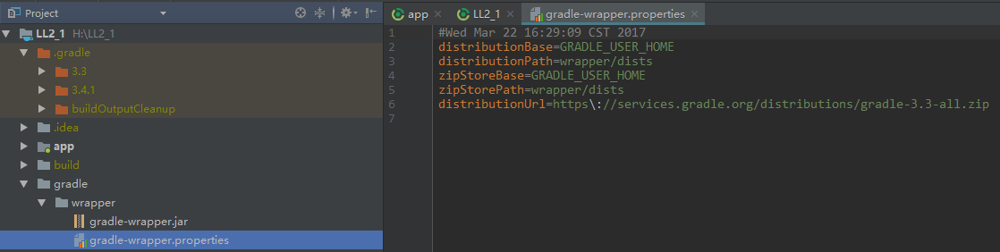 Project
LL2_1 H:\LL2_1
.gradle
3.3
3.4.1
buildOutputCleanup
.idea
app
build
gradle
wrapper
gradle-wrapper.jar
gradle-wrapper.properties
app
LL2_1
gradle-wrapper.properties
1 #Wed Mar 22 16:29:09 CST 2017
2 distributionBase=GRADLE_USER_HOME
3 distributionPath=wrapper/dists
4 zipStoreBase=GRADLE_USER_HOME
5 zipStorePath=wrapper/dists
6 distributionUrl=https\://services.gradle.org/distributions/gradle-3.3-all.zip
7